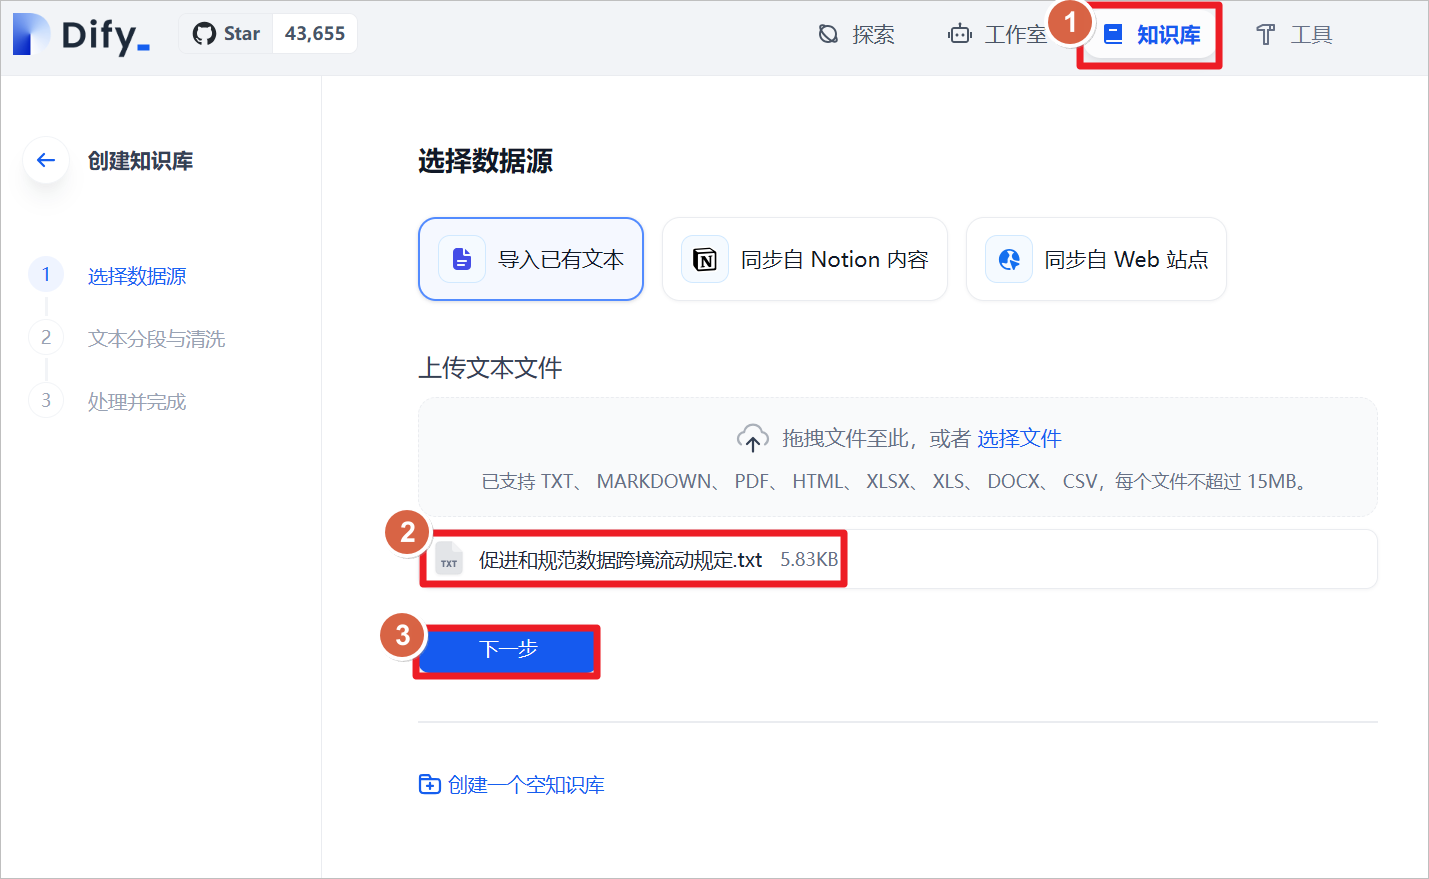 Dify_
Star 43,655
探索
工作室
1
知识库
工具
创建知识库
1 选择数据源
2 文本分段与清洗
3 处理并完成
选择数据源
导入已有文本
同步自 Notion 内容
同步自 Web 站点
上传文本文件
拖拽文件至此，或者 选择文件
已支持 TXT、 MARKDOWN、 PDF、 HTML、 XLSX、 XLS、 DOCX、 CSV，每个文件不超过 15MB。
2
TXT 促进和规范数据跨境流动规定.txt 5.83KB
3
下一步
创建一个空知识库